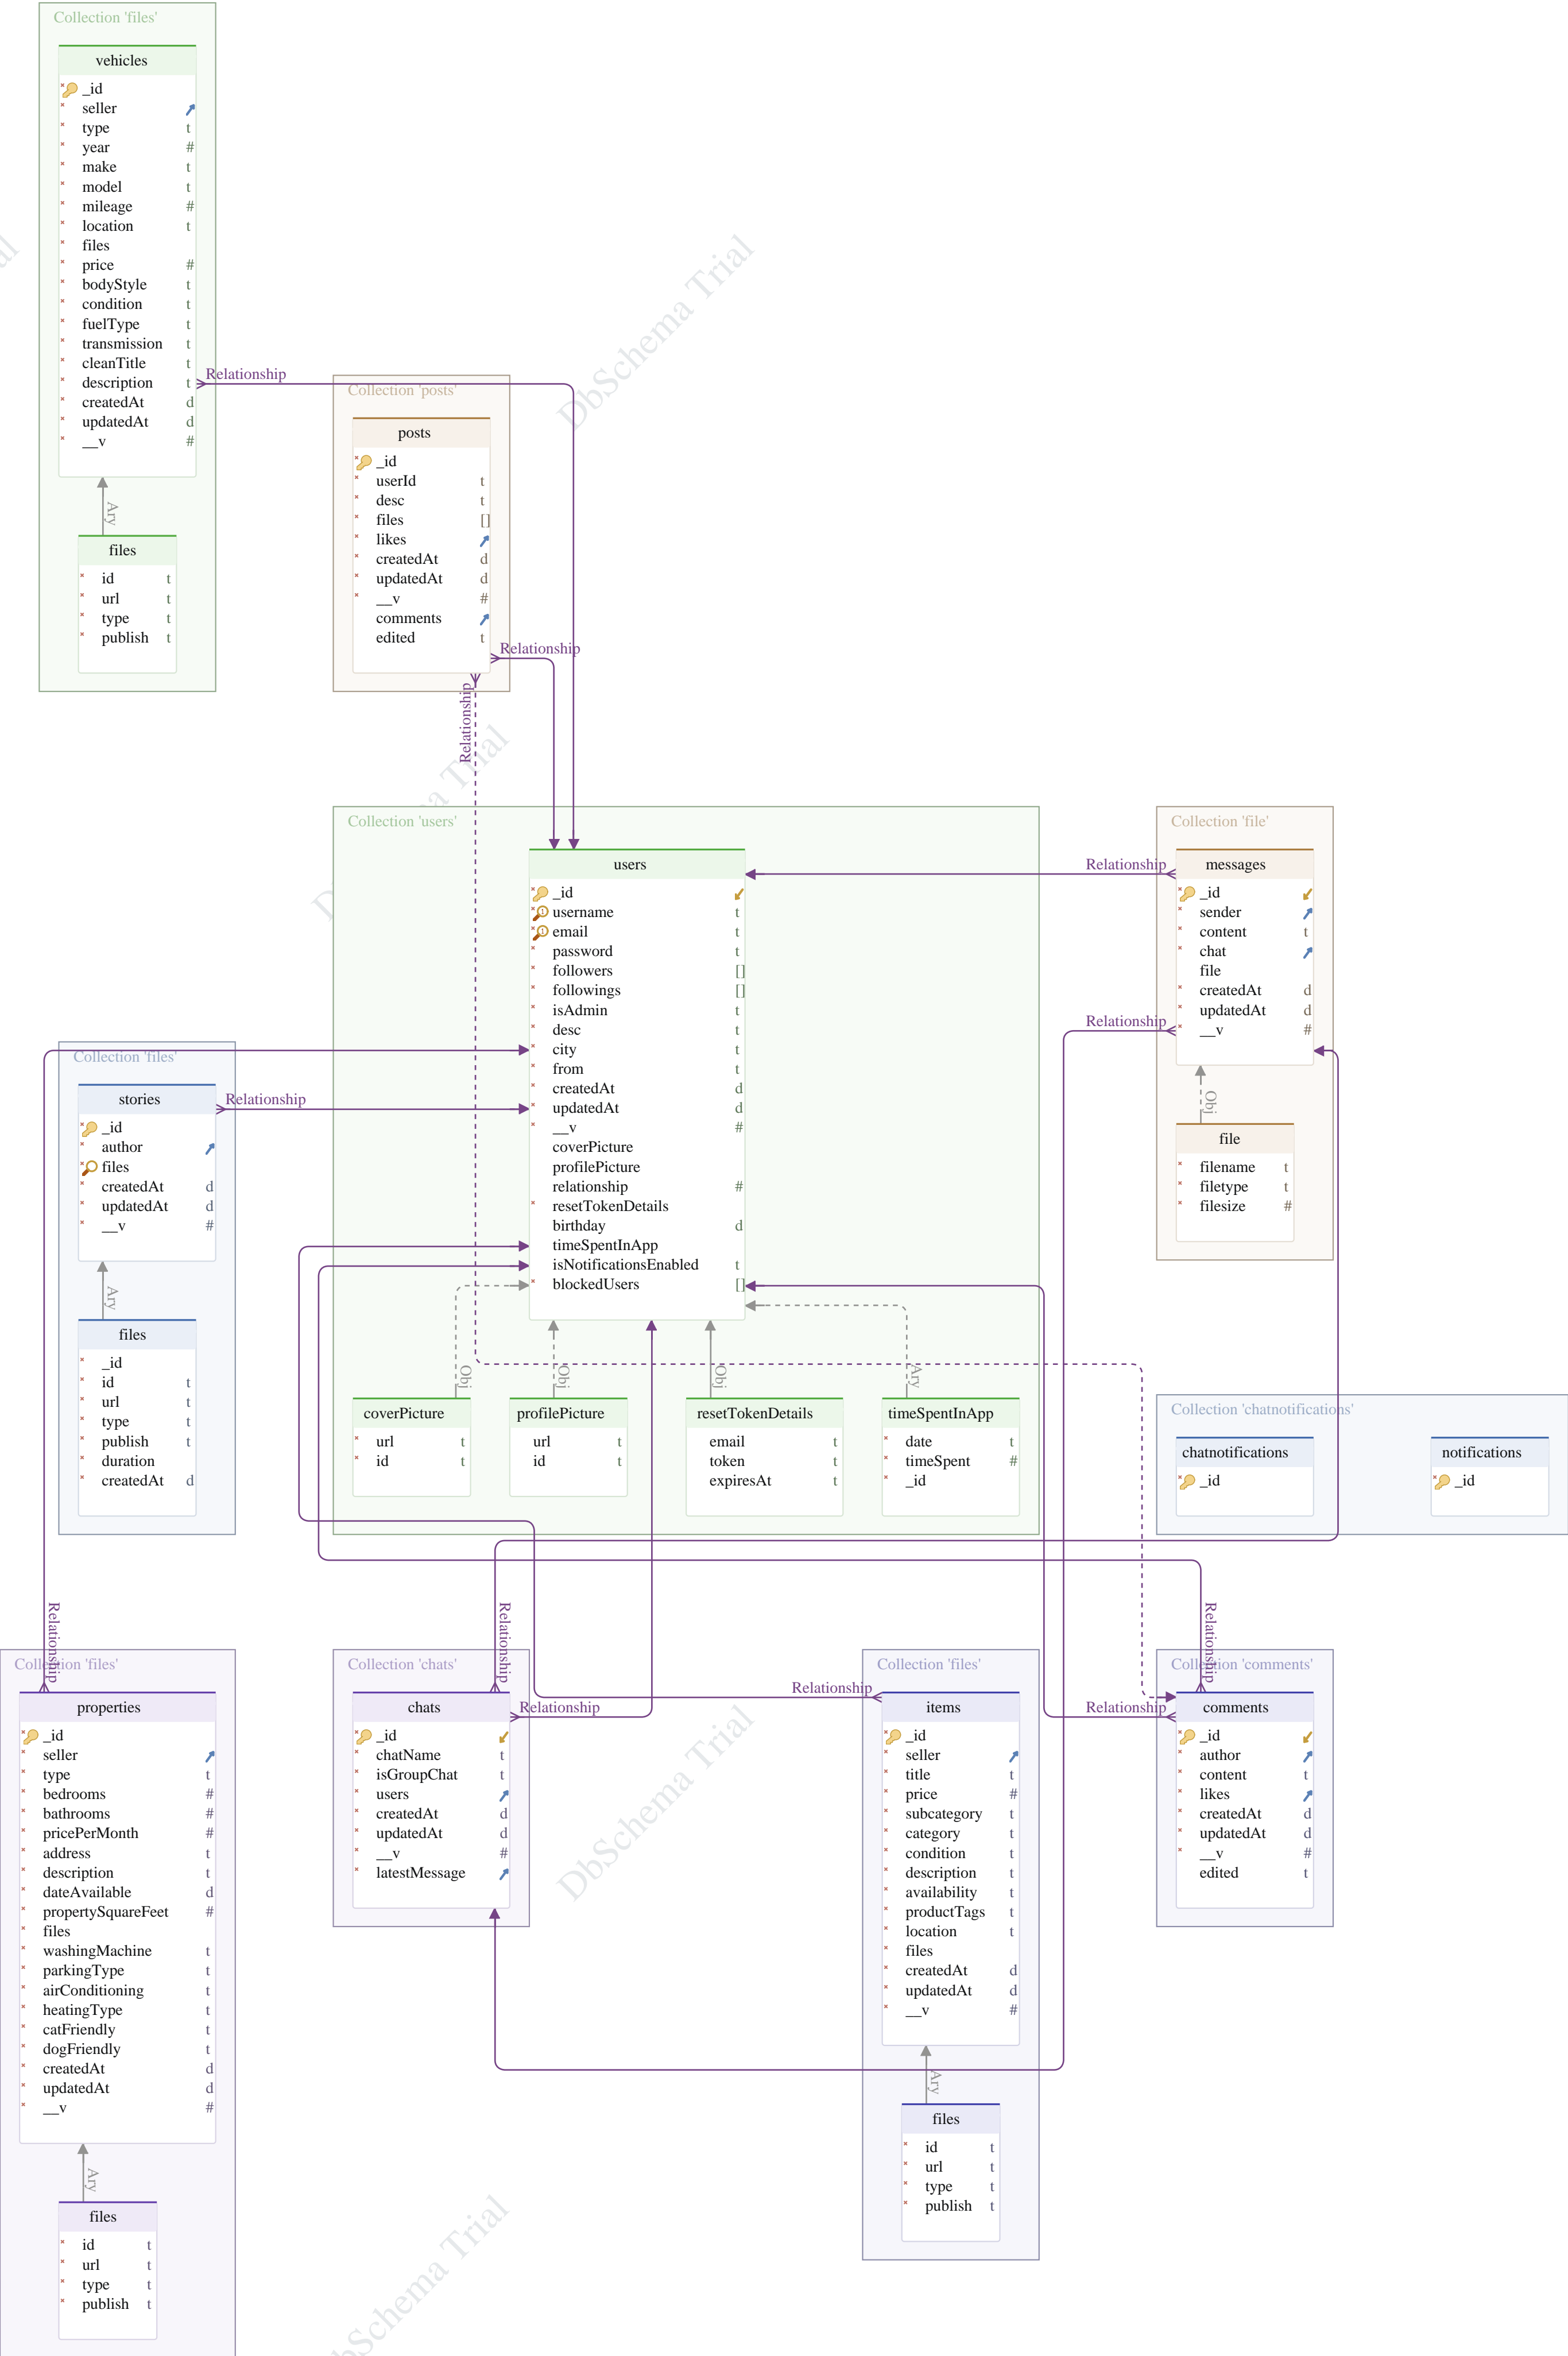 Collection 'files'
vehicles
_id
seller
type t
year #
make t
model t
mileage #
location t
files
price #
bodyStyle t
condition t
fuelType t
transmission t
cleanTitle t
description t
createdAt d
updatedAt d
__v #
Relationship
Ary
files
id t
url t
type t
publish t
Collection 'posts'
posts
_id
userId t
desc t
files []
likes
createdAt d
updatedAt d
__v #
comments
edited t
Relationship
Relationship
DbSchema Trial
Collection 'users'
users
_id
username t
email t
password t
followers []
followings []
isAdmin t
desc t
city t
from t
createdAt d
updatedAt d
__v #
coverPicture
profilePicture
relationship #
resetTokenDetails
birthday d
timeSpentInApp
isNotificationsEnabled t
blockedUsers []
Obj
Obj
Obj
Ary
coverPicture
url t
id t
profilePicture
url t
id t
resetTokenDetails
email t
token t
expiresAt t
timeSpentInApp
date t
timeSpent #
_id
Collection 'file'
Relationship
messages
_id
sender
content t
chat
file
createdAt d
updatedAt d
__v #
Relationship
Obj
file
filename t
filetype t
filesize #
Collection 'files'
stories
Relationship
_id
author
files
createdAt d
updatedAt d
__v #
Ary
files
_id
id t
url t
type t
publish t
duration
createdAt d
Collection 'chatnotifications'
chatnotifications
_id
notifications
_id
Relationship
Collection 'files'
properties
_id
seller
type t
bedrooms #
bathrooms #
pricePerMonth #
address t
description t
dateAvailable d
propertySquareFeet #
files
washingMachine t
parkingType t
airConditioning t
heatingType t
catFriendly t
dogFriendly t
createdAt d
updatedAt d
__v #
Ary
files
id t
url t
type t
publish t
Relationship
Collection 'chats'
chats
Relationship
_id
chatName t
isGroupChat t
users
createdAt d
updatedAt d
__v #
latestMessage
DbSchema Trial
Collection 'files'
Relationship
items
_id
seller
title t
price #
subcategory t
category t
condition t
description t
availability t
productTags t
location t
files
createdAt d
updatedAt d
__v #
Ary
files
id t
url t
type t
publish t
Relationship
Collection 'comments'
Relationship
comments
_id
author
content t
likes
createdAt d
updatedAt d
__v #
edited t